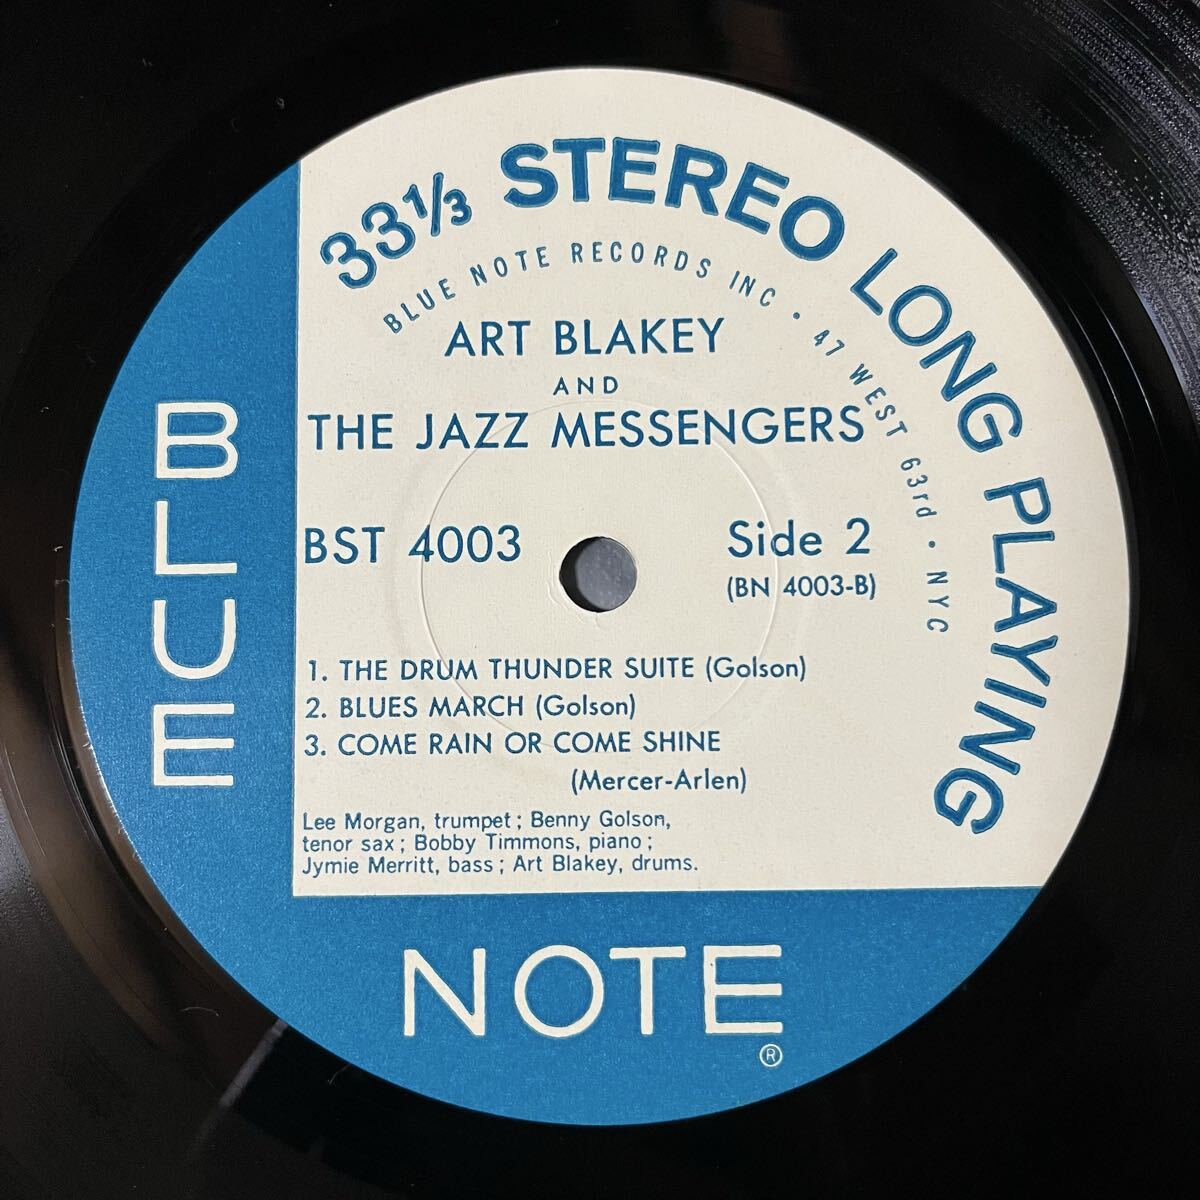 33⅓ STEREO LONG PLAYING
BLUE NOTE RECORDS INC · 47 WEST 63rd · NYC
ART BLAKEY
AND
THE JAZZ MESSENGERS
BST 4003
Side 2
(BN 4003-B)
1. THE DRUM THUNDER SUITE (Golson)
2. BLUES MARCH (Golson)
3. COME RAIN OR COME SHINE
(Mercer-Arlen)
Lee Morgan, trumpet; Benny Golson,
tenor sax; Bobby Timmons, piano;
Jymie Merritt, bass; Art Blakey, drums.
BLUE
NOTE
®